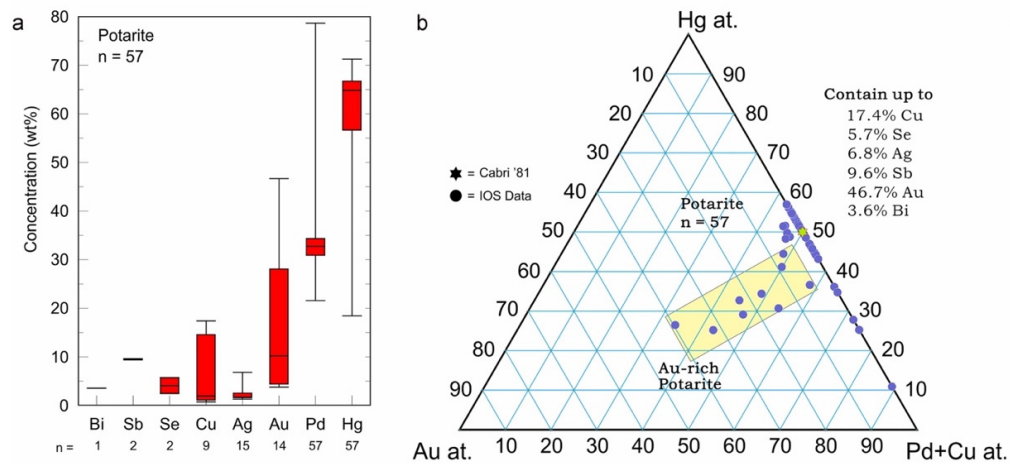 a
Potarite
n = 57
Concentration (wt%)
80
70
60
50
40
30
20
10
0
Bi Sb Se Cu Ag Au Pd Hg
n = 1 2 2 9 15 14 57 57
b
Hg at.
10 90
20 80
30 70
40 60
50 50
60 40
70 30
80 20
90 10
Contain up to
17.4% Cu
5.7% Se
6.8% Ag
9.6% Sb
46.7% Au
3.6% Bi
= Cabri '81
= IOS Data
Potarite
n = 57
Au-rich
Potarite
10 20 30 40 50 60 70 80 90
Au at. Pd+Cu at.